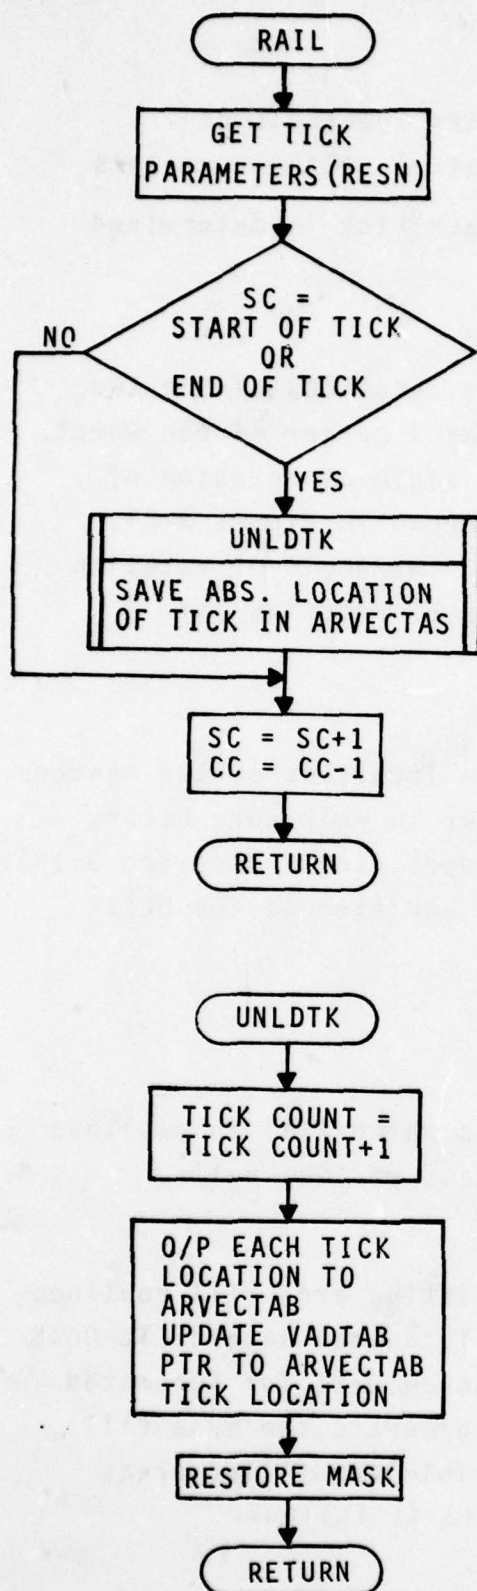 RAIL
GET TICK
PARAMETERS(RESN)
SC =
START OF TICK
OR
END OF TICK
NO
YES
UNLDTK
SAVE ABS. LOCATION
OF TICK IN ARVECTAS
SC = SC+1
CC = CC-1
RETURN
UNLDTK
TICK COUNT =
TICK COUNT+1
O/P EACH TICK
LOCATION TO
ARVECTAB
UPDATE VADTAB
PTR TO ARVECTAB
TICK LOCATION
RESTORE MASK
RETURN